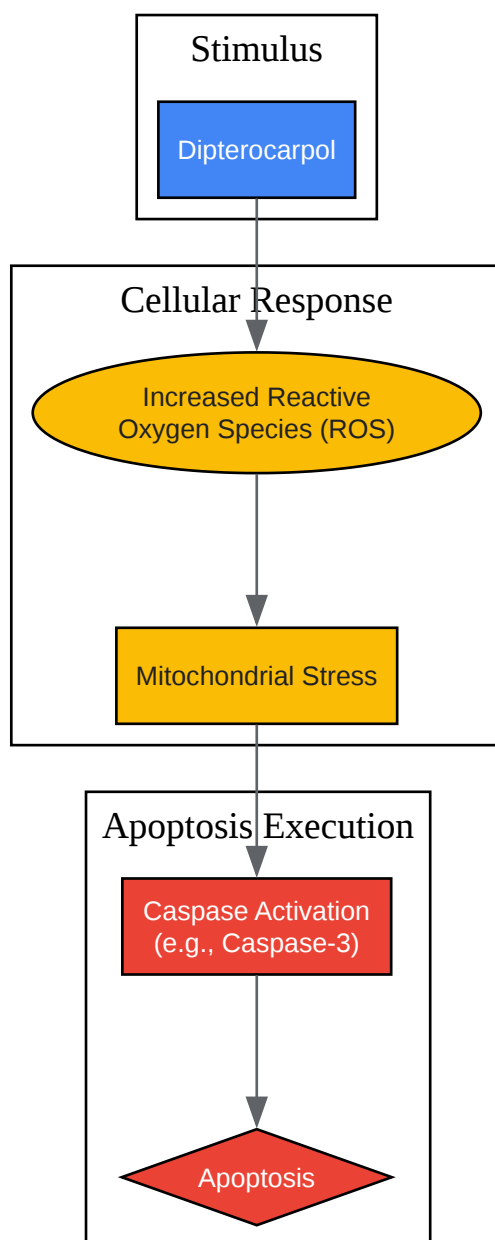 Stimulus
Dipterocarpol
Cellular Response
Increased Reactive
Oxygen Species (ROS)
Mitochondrial Stress
Apoptosis Execution
Caspase Activation
(e.g., Caspase-3)
Apoptosis